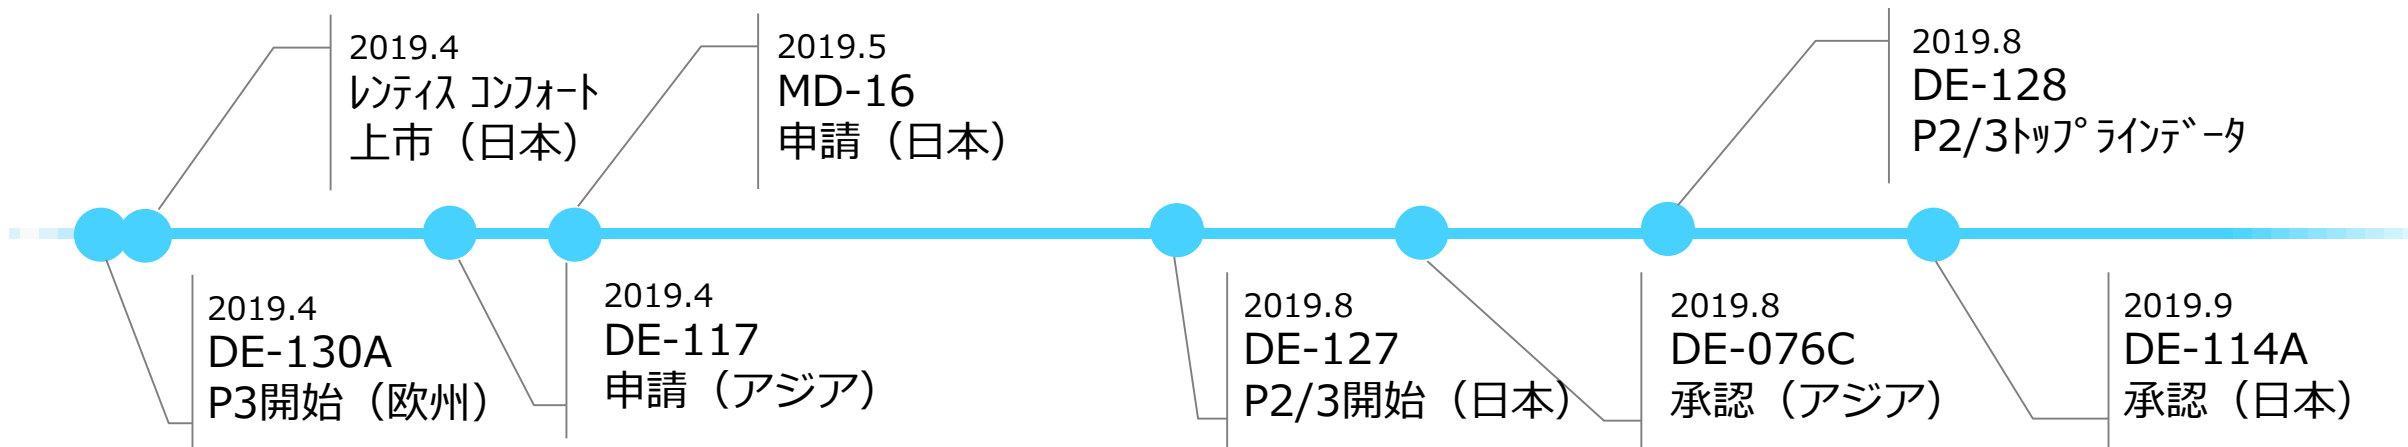 2019.4
ﾚﾝﾃｨｽ ｺﾝﾌｫｰﾄ
上市（日本）
2019.5
MD-16
申請（日本）
2019.8
DE-128
P2/3ﾄｯﾌﾟﾗｲﾝﾃﾞｰﾀ
2019.4
DE-130A
P3開始（欧州）
2019.4
DE-117
申請（アジア）
2019.8
DE-127
P2/3開始（日本）
2019.8
DE-076C
承認（アジア）
2019.9
DE-114A
承認（日本）